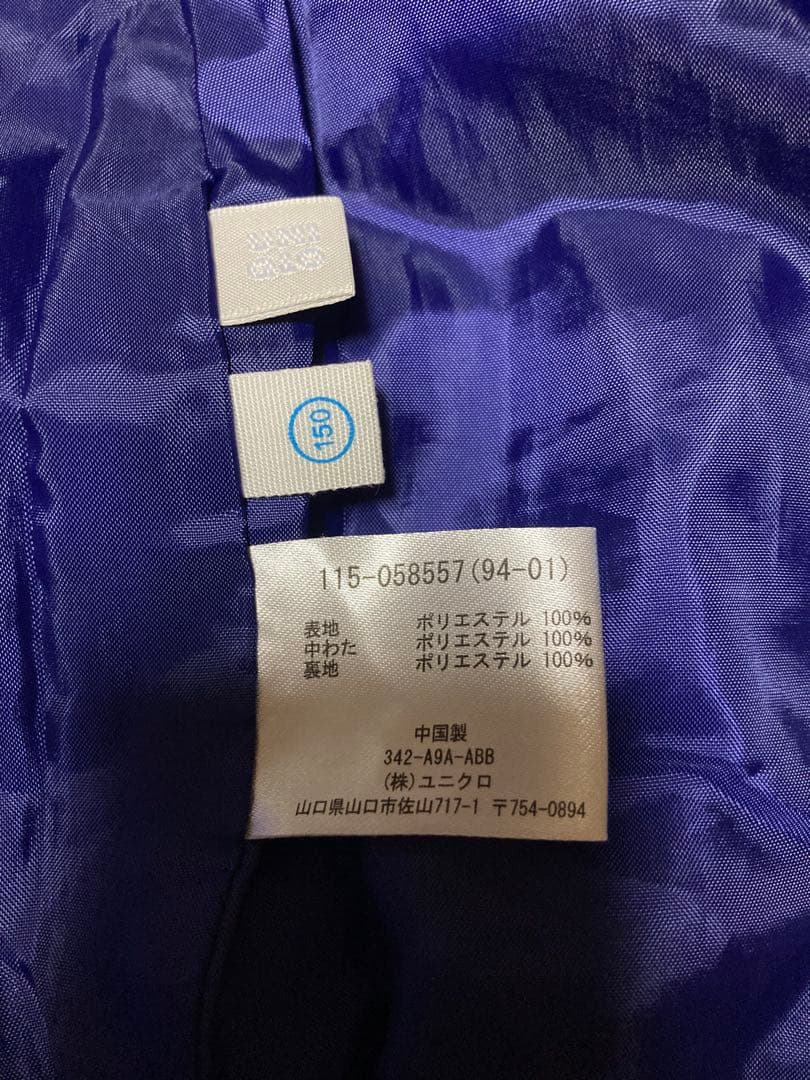 UNI
QLO
150
115-058557(94-01)
表地 ポリエステル 100%
中わた ポリエステル 100%
裏地 ポリエステル 100%
中国製
342-A9A-ABB
(株)ユニクロ
山口県山口市佐山717-1 〒754-0894